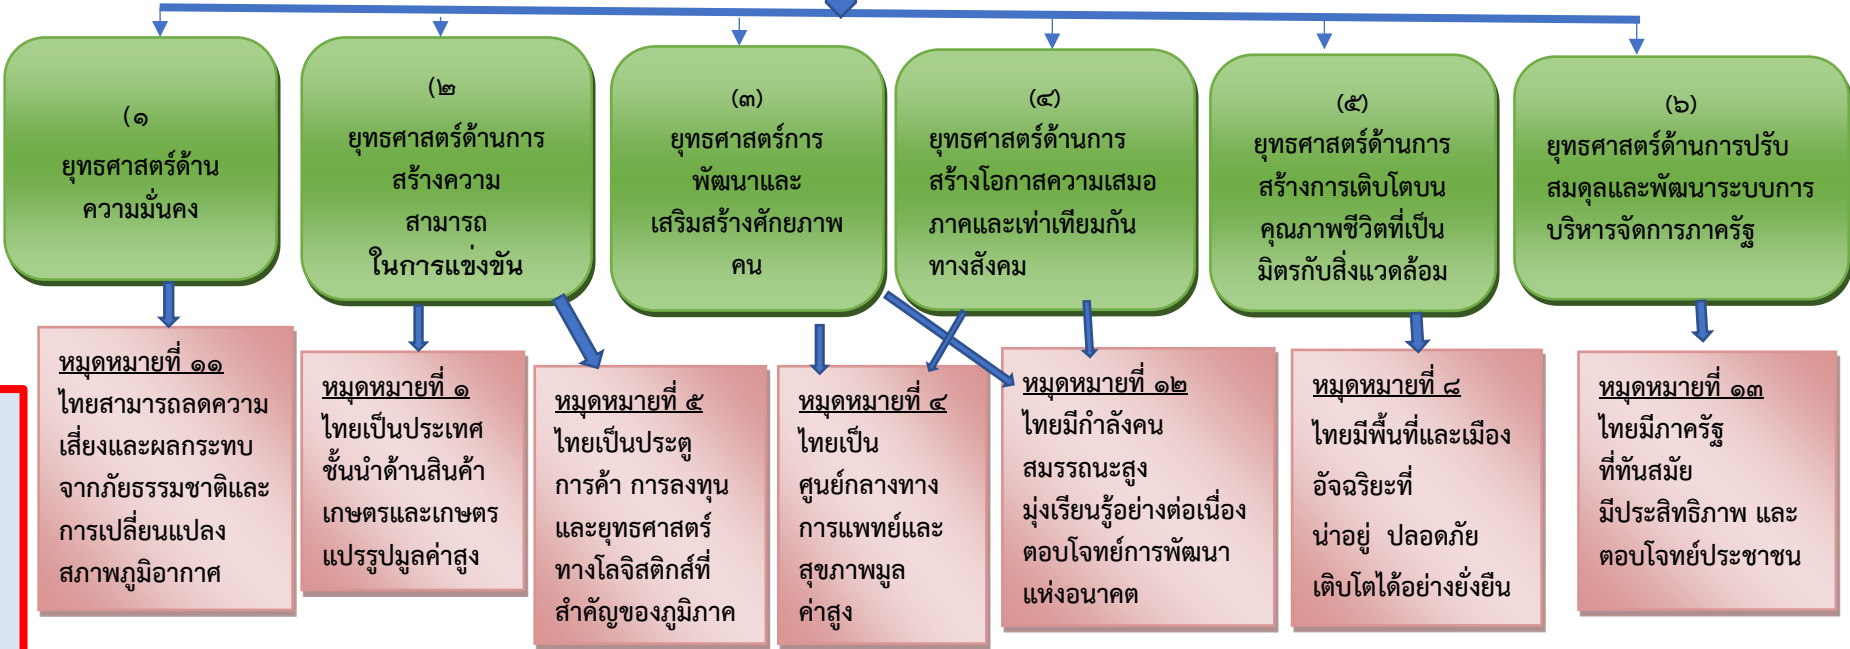 (๑
ยุทธศาสตร์ด้าน
ความมั่นคง
(๒
ยุทธศาสตร์ด้านการ
สร้างความ
สามารถ
ในการแข่งขัน
(๓)
ยุทธศาสตร์การ
พัฒนาและ
เสริมสร้างศักยภาพ
คน
(๔)
ยุทธศาสตร์ด้านการ
สร้างโอกาสความเสมอ
ภาคและเท่าเทียมกัน
ทางสังคม
(๕)
ยุทธศาสตร์ด้านการ
สร้างการเติบโตบน
คุณภาพชีวิตที่เป็น
มิตรกับสิ่งแวดล้อม
(๖)
ยุทธศาสตร์ด้านการปรับ
สมดุลและพัฒนาระบบการ
บริหารจัดการภาครัฐ
หมุดหมายที่ ๑๑
ไทยสามารถลดความ
เสี่ยงและผลกระทบ
จากภัยธรรมชาติและ
การเปลี่ยนแปลง
สภาพภูมิอากาศ
หมุดหมายที่ ๑
ไทยเป็นประเทศ
ชั้นนำด้านสินค้า
เกษตรและเกษตร
แปรรูปมูลค่าสูง
หมุดหมายที่ ๕
ไทยเป็นประตู
การค้า การลงทุน
และยุทธศาสตร์
ทางโลจิสติกส์ที่
สำคัญของภูมิภาค
หมุดหมายที่ ๔
ไทยเป็น
ศูนย์กลางทาง
การแพทย์และ
สุขภาพมูล
ค่าสูง
หมุดหมายที่ ๑๒
ไทยมีกำลังคน
สมรรถนะสูง
มุ่งเรียนรู้อย่างต่อเนื่อง
ตอบโจทย์การพัฒนา
แห่งอนาคต
หมุดหมายที่ ๘
ไทยมีพื้นที่และเมือง
อัจฉริยะที่
น่าอยู่ ปลอดภัย
เติบโตได้อย่างยั่งยืน
หมุดหมายที่ ๑๓
ไทยมีภาครัฐ
ที่ทันสมัย
มีประสิทธิภาพ และ
ตอบโจทย์ประชาชน